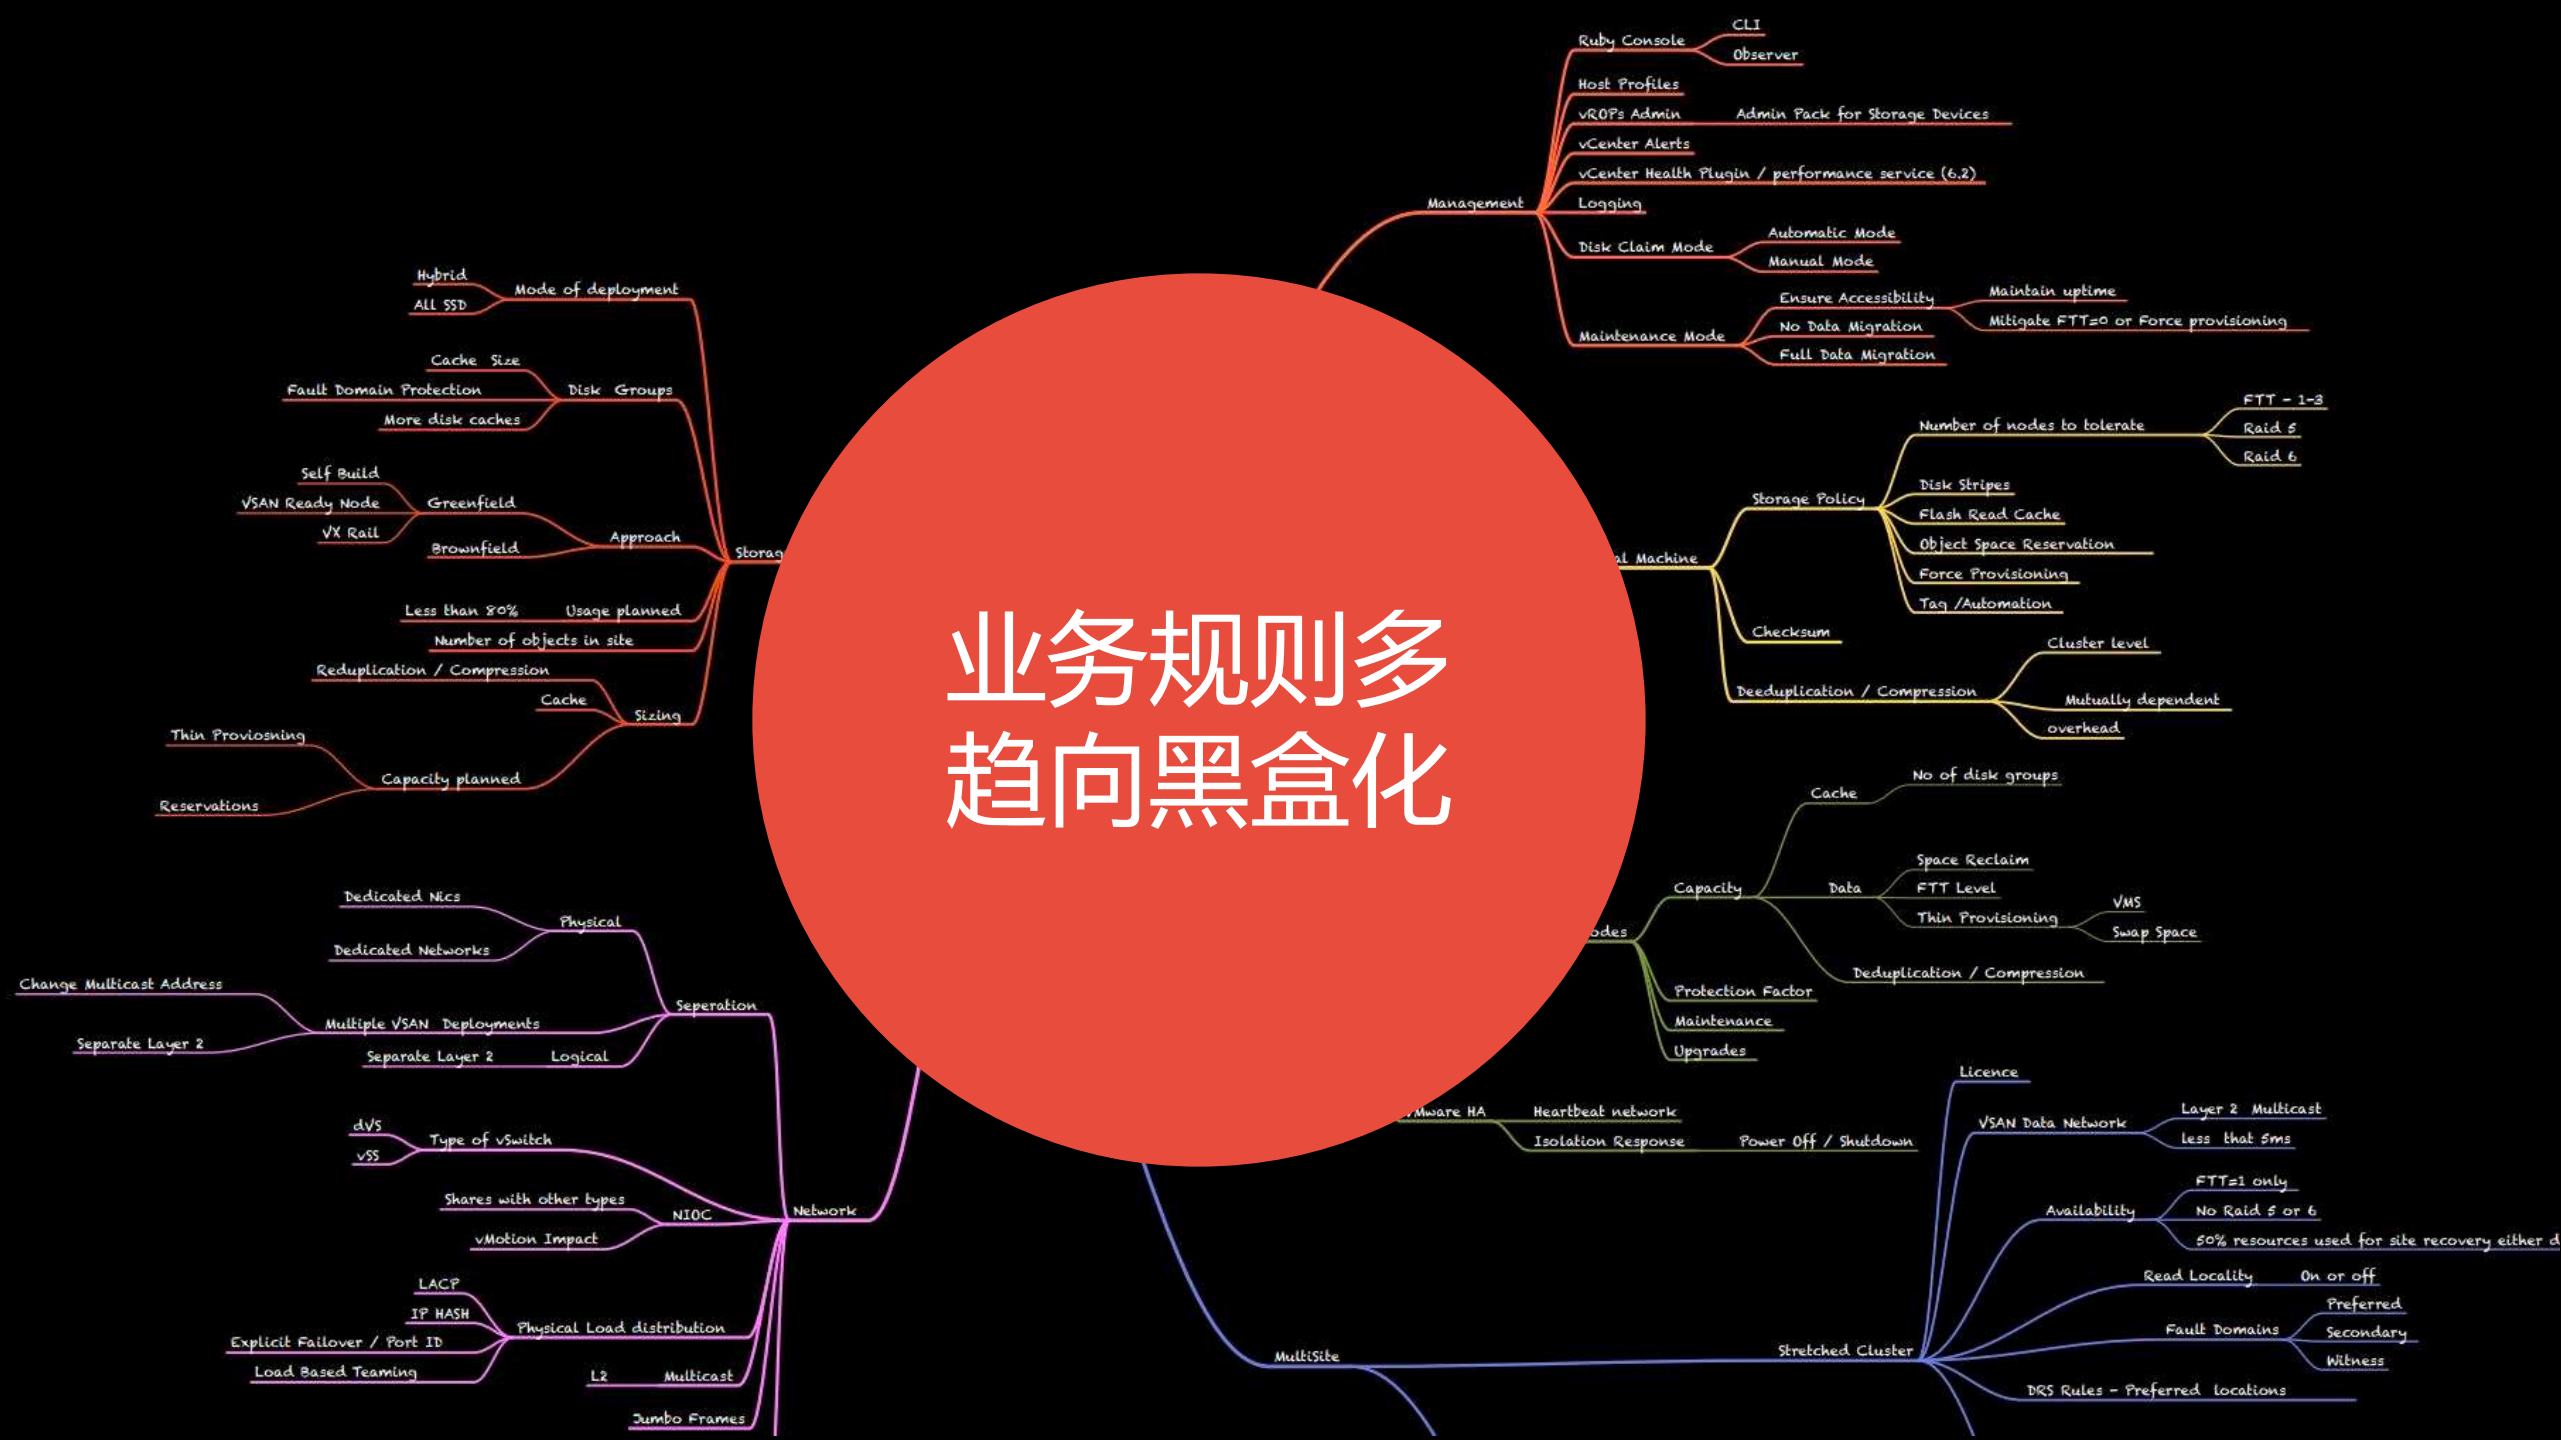 CLI
Ruby Console
Observer
Host Profiles
vROPs Admin
Admin Pack for Storage Devices
vCenter Alerts
vCenter Health Plugin / performance service (6.2)
Management
Logging
Disk Claim Mode
Automatic Mode
Manual Mode
Maintenance Mode
Ensure Accessibility
Maintain uptime
Mitigate FTT=0 or Force provisioning
No Data Migration
Full Data Migration
Hybrid
ALL SSD
Mode of deployment
Cache Size
Fault Domain Protection
Disk Groups
More disk caches
Self Build
VSAN Ready Node
Greenfield
VX Rail
Approach
Brownfield
Storag
Less than 80%
Usage planned
Number of objects in site
Reduplication / Compression
Cache
Sizing
Thin Proviosning
Capacity planned
Reservations
业务规则多
趋向黑盒化
al Machine
Storage Policy
Number of nodes to tolerate
FTT - 1-3
Raid 5
Raid 6
Disk Stripes
Flash Read Cache
Object Space Reservation
Force Provisioning
Tag /Automation
Checksum
Deeduplication / Compression
Cluster level
Mutually dependent
overhead
odes
Capacity
Cache
No of disk groups
Data
Space Reclaim
FTT Level
Thin Provisioning
VMS
Swap Space
Deduplication / Compression
Protection Factor
Maintenance
Upgrades
VMware HA
Heartbeat network
Isolation Response
Power Off / Shutdown
Dedicated Nics
Physical
Dedicated Networks
Change Multicast Address
Seperation
Multiple VSAN Deployments
Separate Layer 2
Separate Layer 2
Logical
dVS
Type of vSwitch
vSS
Shares with other types
NIOC
Network
vMotion Impact
LACP
IP HASH
Physical Load distribution
Explicit Failover / Port ID
Load Based Teaming
L2
Multicast
Jumbo Frames
MultiSite
Stretched Cluster
Licence
VSAN Data Network
Layer 2 Multicast
less that 5ms
Availability
FTT=1 only
No Raid 5 or 6
50% resources used for site recovery either d
Read Locality
On or off
Fault Domains
Preferred
Secondary
Witness
DRS Rules - Preferred locations